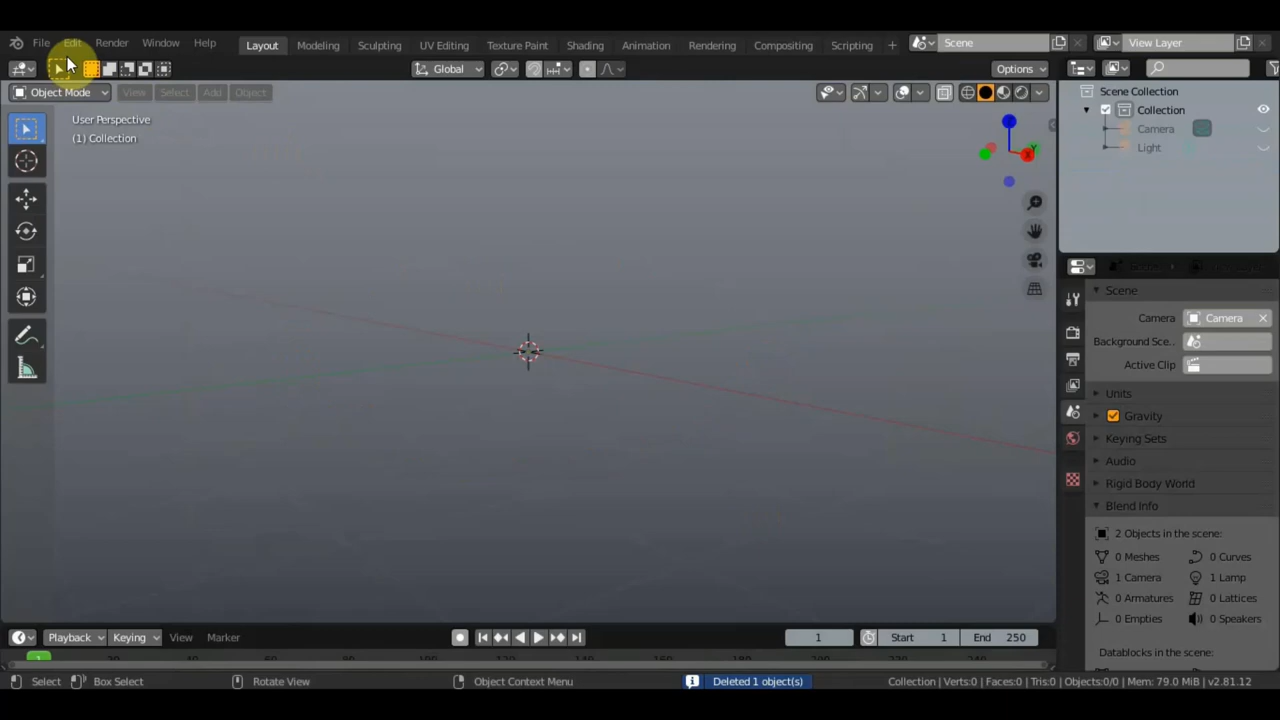 File Edit Render Window Help Layout Modeling Sculpting UV Editing Texture Paint Shading Animation Rendering Compositing Scripting + Scene View Layer
Global Options
Object Mode View Select Add Object
User Perspective
(1) Collection
X
Scene Collection
Collection
Camera
Light
Scene
Camera Camera
Background Sce..
Active Clip
Units
Gravity
Keying Sets
Audio
Rigid Body World
Blend Info
2 Objects in the scene:
0 Meshes 0 Curves
1 Camera 1 Lamp
0 Armatures 0 Lattices
0 Empties 0 Speakers
Datablocks in the scene:
Playback Keying View Marker 1 Start 1 End 250
1
Select Box Select Rotate View Object Context Menu Deleted 1 object(s) Collection | Verts:0 | Faces:0 | Tris:0 | Objects:0/0 | Mem: 79.0 MiB | v2.81.12